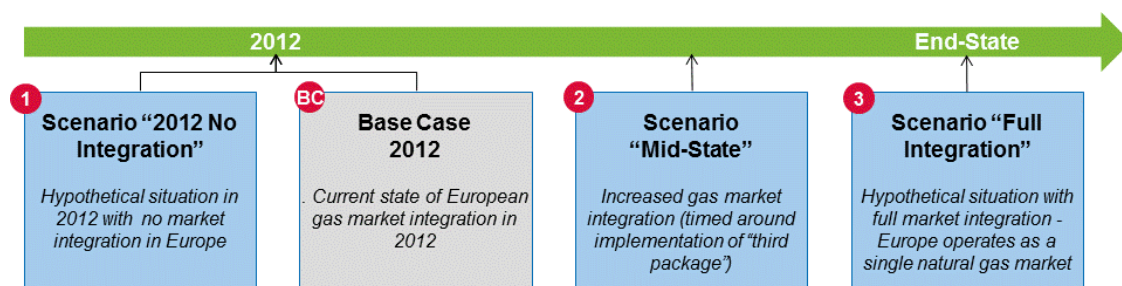 2012
End-State
1
Scenario “2012 No
Integration”
Hypothetical situation in
2012 with no market
integration in Europe
BC
Base Case
2012
. Current state of European
gas market integration in
2012
2
Scenario
“Mid-State”
Increased gas market
integration (timed around
implementation of “third
package”)
3
Scenario “Full
Integration”
Hypothetical situation with
full market integration -
Europe operates as a
single natural gas market